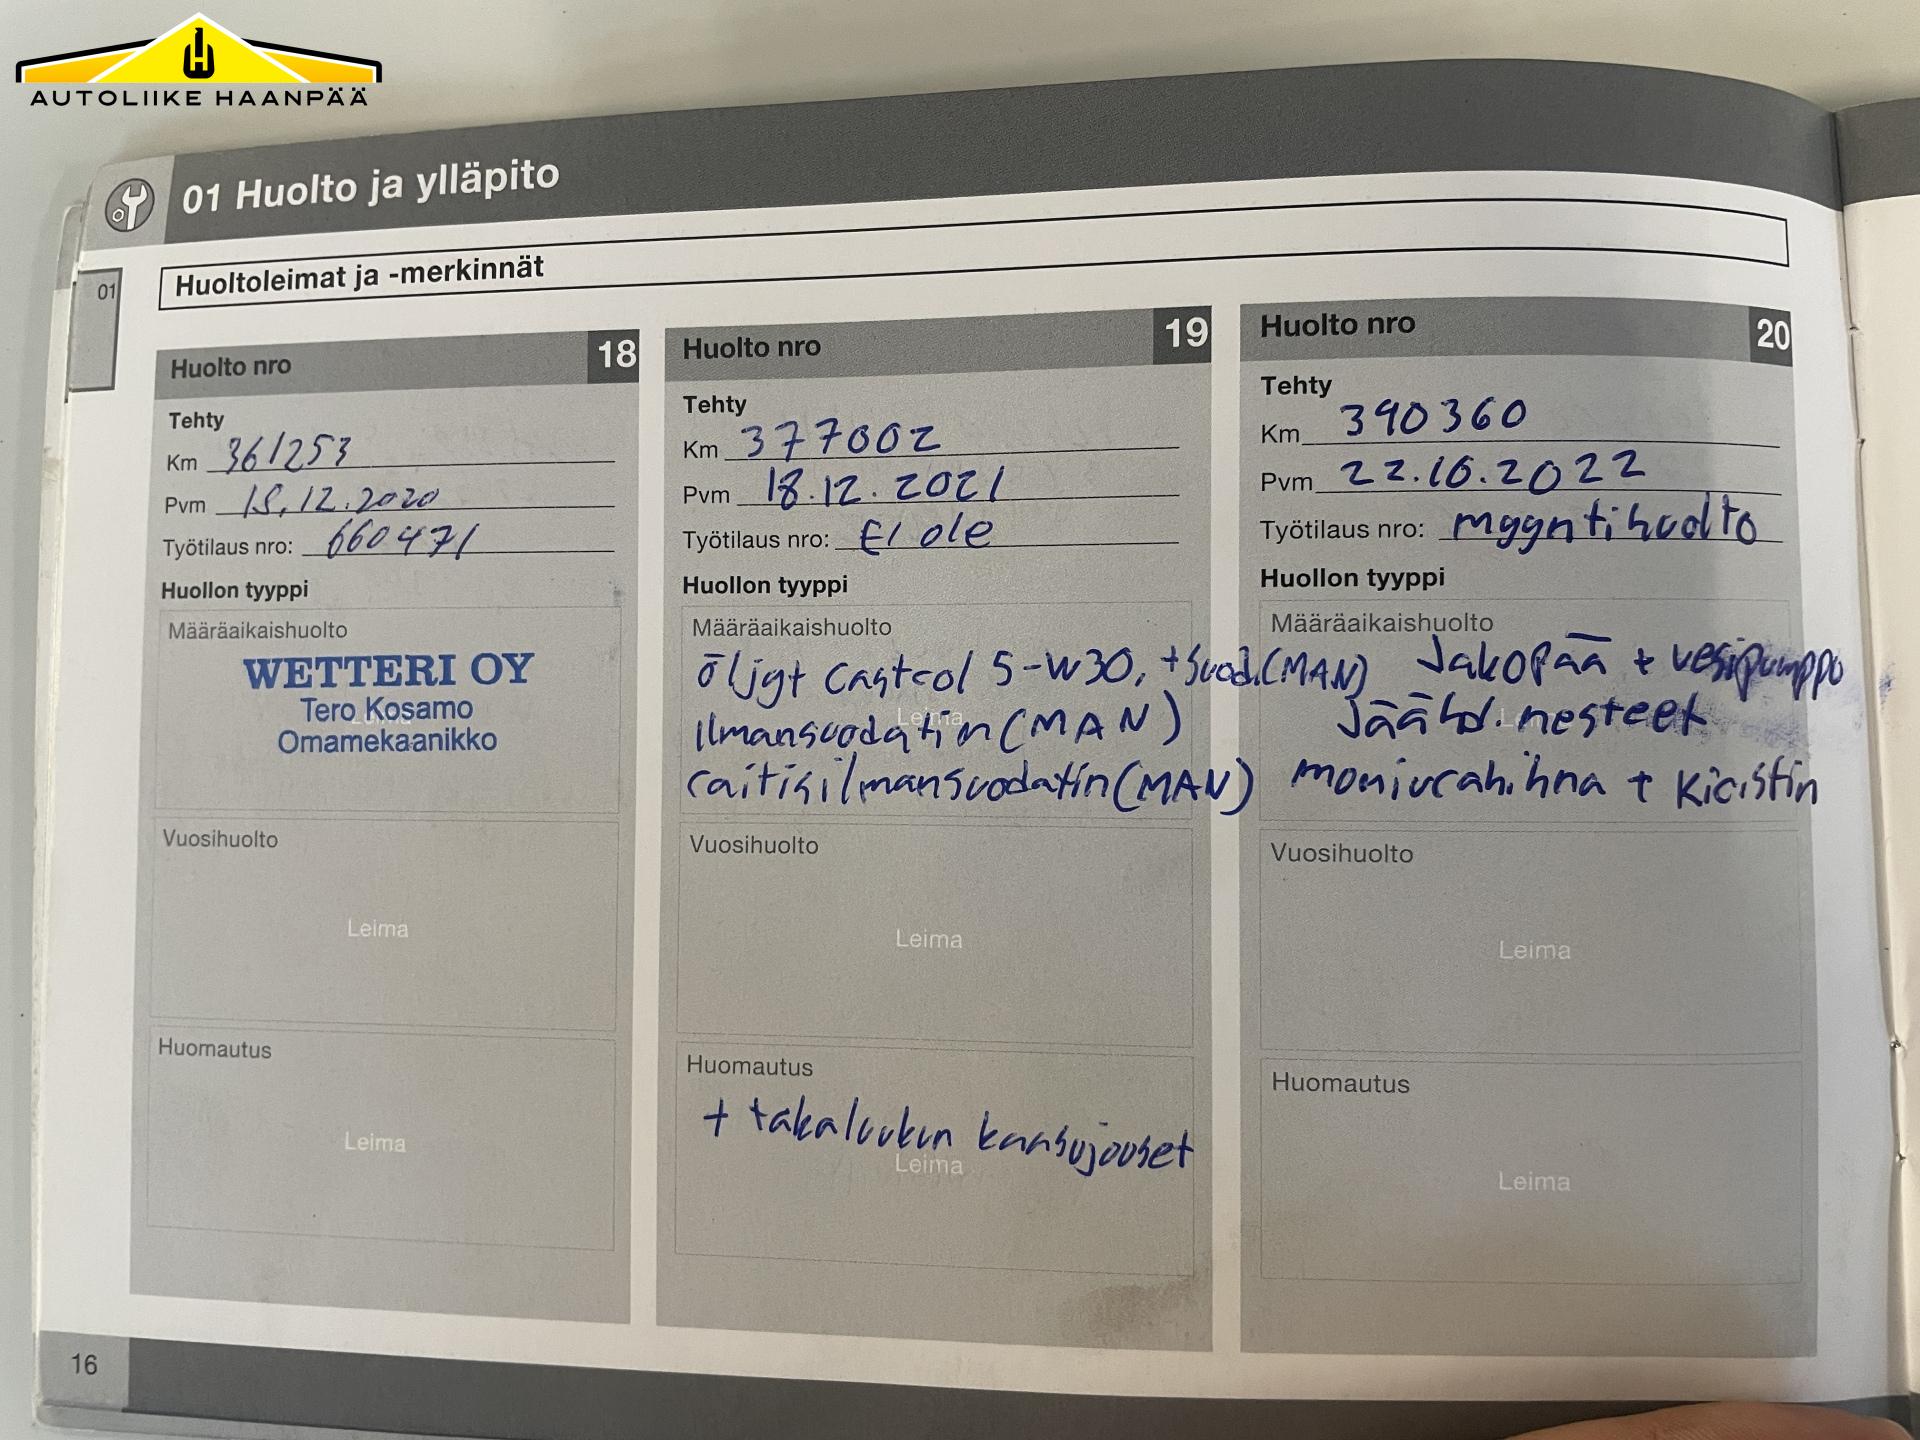 AUTOLIIKE HAANPÄÄ
01 Huolto ja ylläpito
01
Huoltoleimat ja -merkinnät
Huolto nro 18
Tehty
Km 361253
Pvm 15.12.2020
Työtilaus nro: 660471
Huollon tyyppi
Määräaikaishuolto
WETTERI OY
Tero Kosamo
Omamekaanikko
Vuosihuolto
Leima
Huomautus
Leima
Huolto nro 19
Tehty
Km 377002
Pvm 18.12.2021
Työtilaus nro: EI ole
Huollon tyyppi
Määräaikaishuolto
öljyt Castrol 5-W30, +suod.(MAN)
Leima
Ilmansuodatin (MAN)
raitisilmansuodatin (MAN)
Vuosihuolto
Leima
Huomautus
+ takaluukun kaasujouset
Leima
Huolto nro 20
Tehty
Km 390360
Pvm 22.10.2022
Työtilaus nro: myyntihuolto
Huollon tyyppi
Määräaikaishuolto
Jakopää + vesipumppu
Jäähd. nesteet
moniurahihna + kiristin
Vuosihuolto
Leima
Huomautus
Leima
16